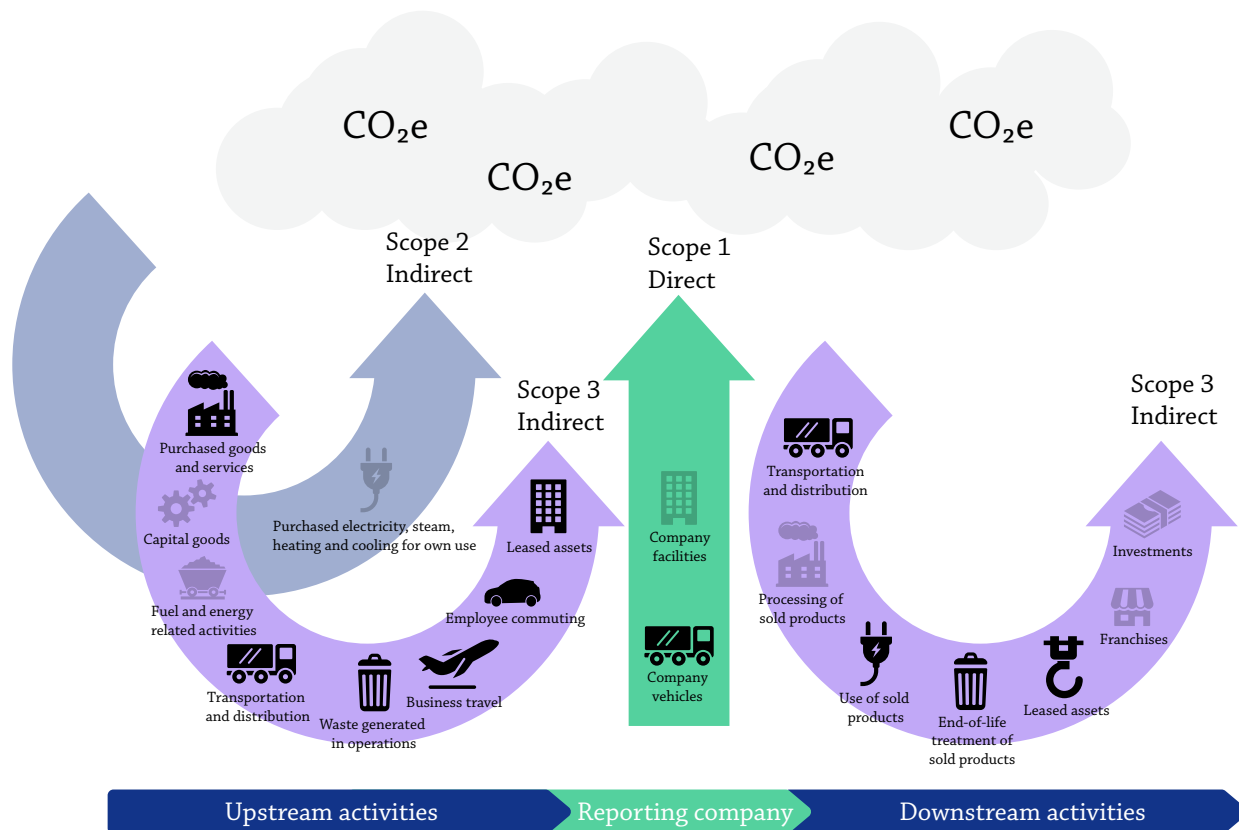 CO₂e
CO₂e
CO₂e
CO₂e
Scope 2
Indirect
Purchased electricity, steam,
heating and cooling for own use
Scope 3
Indirect
Purchased goods
and services
Capital goods
Fuel and energy
related activities
Transportation
and distribution
Waste generated
in operations
Business travel
Employee commuting
Leased assets
Scope 1
Direct
Company
facilities
Company
vehicles
Scope 3
Indirect
Transportation
and distribution
Processing of
sold products
Use of sold
products
End-of-life
treatment of
sold products
Leased assets
Franchises
Investments
Upstream activities
Reporting company
Downstream activities